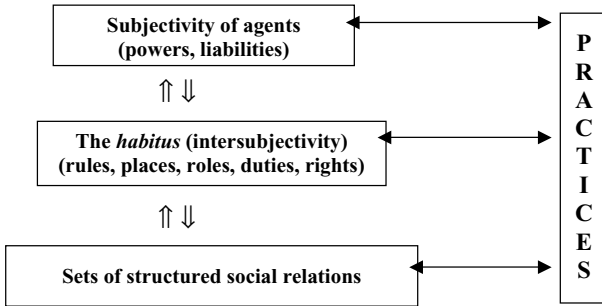 Subjectivity of agents
(powers, liabilities)
⇑⇓
The habitus (intersubjectivity)
(rules, places, roles, duties, rights)
⇑⇓
Sets of structured social relations
P
R
A
C
T
I
C
E
S